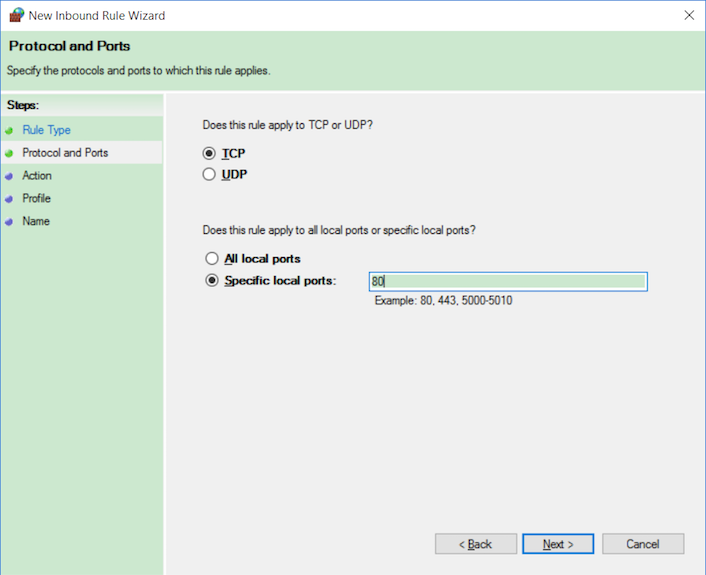 New Inbound Rule Wizard
Protocol and Ports
Specify the protocols and ports to which this rule applies.
Steps:
Rule Type
Protocol and Ports
Action
Profile
Name
Does this rule apply to TCP or UDP?
TCP
UDP
Does this rule apply to all local ports or specific local ports?
All local ports
Specific local ports: 80
Example: 80, 443, 5000-5010
< Back Next > Cancel